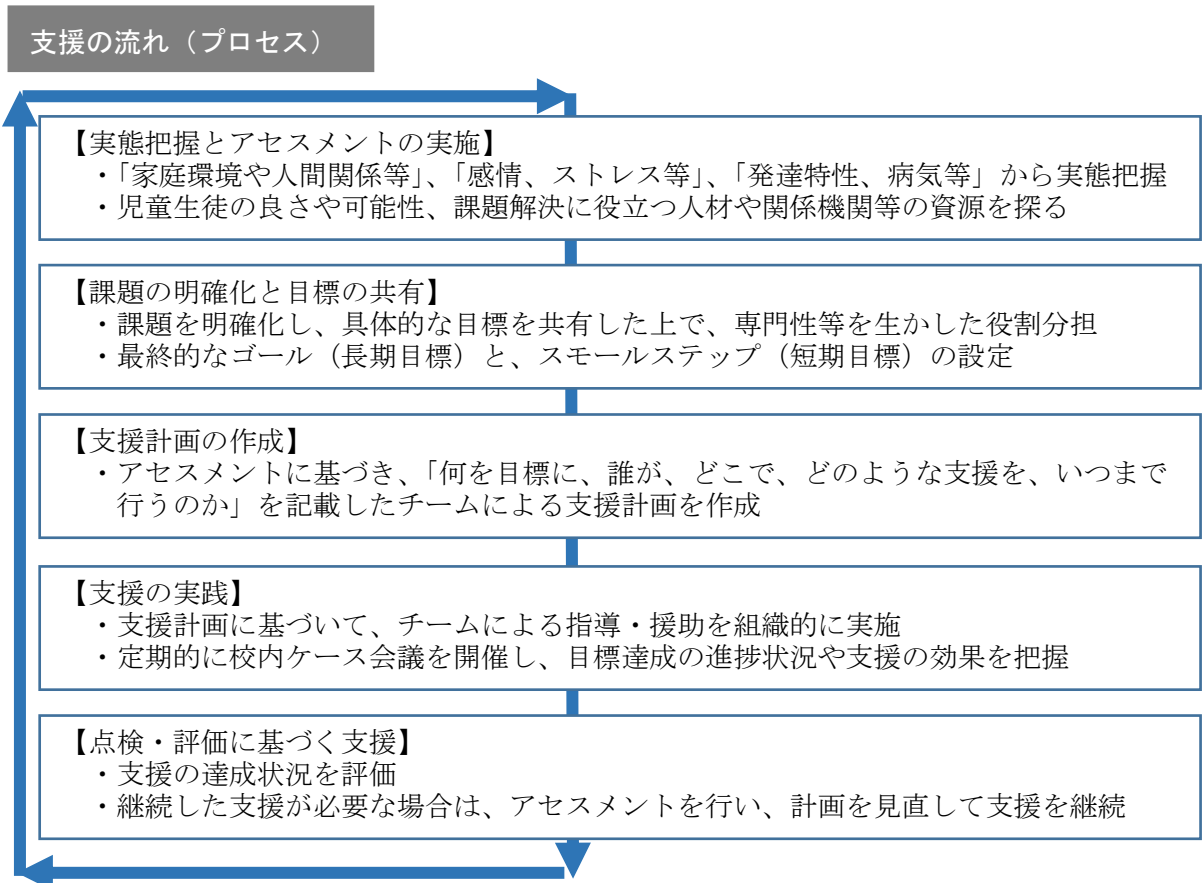 支援の流れ（プロセス）
【実態把握とアセスメントの実施】
・「家庭環境や人間関係等」、「感情、ストレス等」、「発達特性、病気等」から実態把握
・児童生徒の良さや可能性、課題解決に役立つ人材や関係機関等の資源を探る
【課題の明確化と目標の共有】
・課題を明確化し、具体的な目標を共有した上で、専門性等を生かした役割分担
・最終的なゴール（長期目標）と、スモールステップ（短期目標）の設定
【支援計画の作成】
・アセスメントに基づき、「何を目標に、誰が、どこで、どのような支援を、いつまで
行うのか」を記載したチームによる支援計画を作成
【支援の実践】
・支援計画に基づいて、チームによる指導・援助を組織的に実施
・定期的に校内ケース会議を開催し、目標達成の進捗状況や支援の効果を把握
【点検・評価に基づく支援】
・支援の達成状況を評価
・継続した支援が必要な場合は、アセスメントを行い、計画を見直して支援を継続